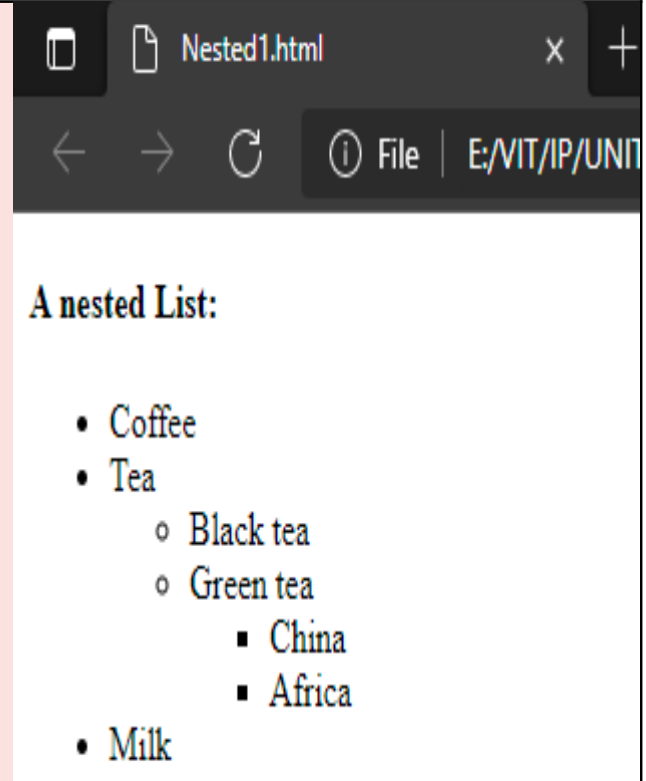 Nested1.html
File E:/VIT/IP/UNIT
A nested List:
Coffee
Tea
Black tea
Green tea
China
Africa
Milk